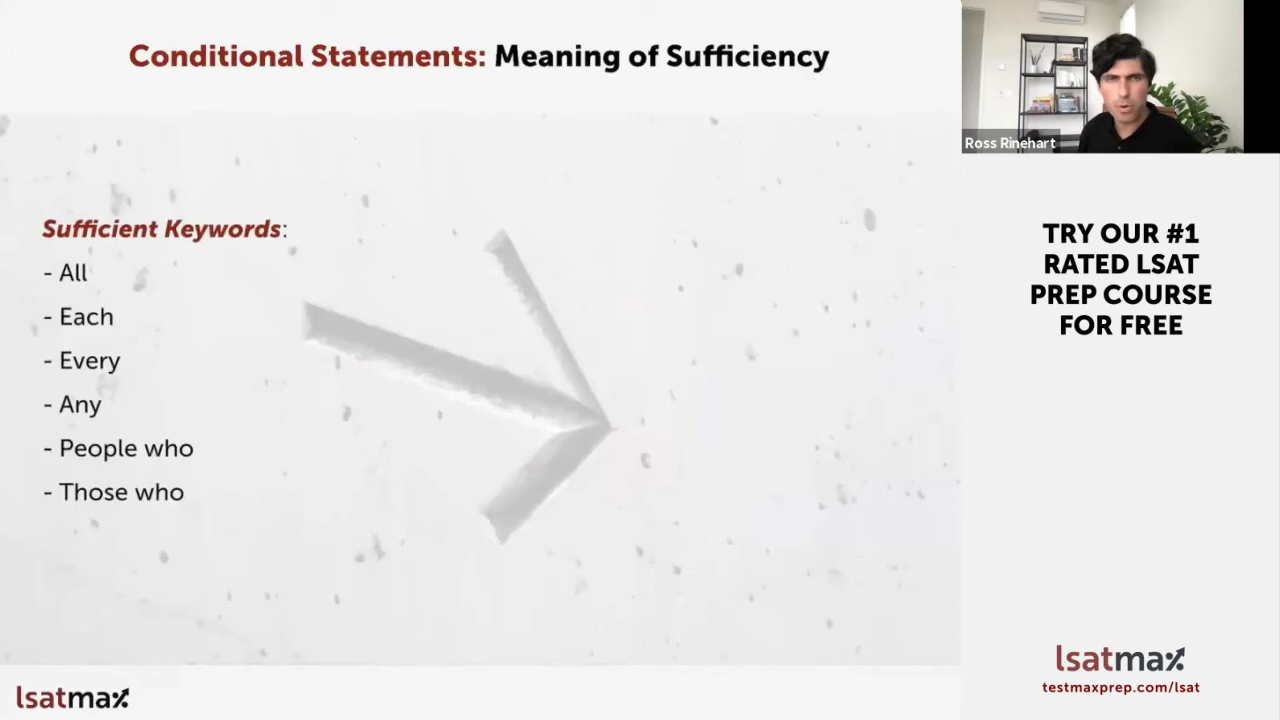 Conditional Statements: Meaning of Sufficiency
Sufficient Keywords:
- All
- Each
- Every
- Any
- People who
- Those who
Ross Rinehart
TRY OUR #1
RATED LSAT
PREP COURSE
FOR FREE
lsatmax
testmaxprep.com/lsat
lsatmax